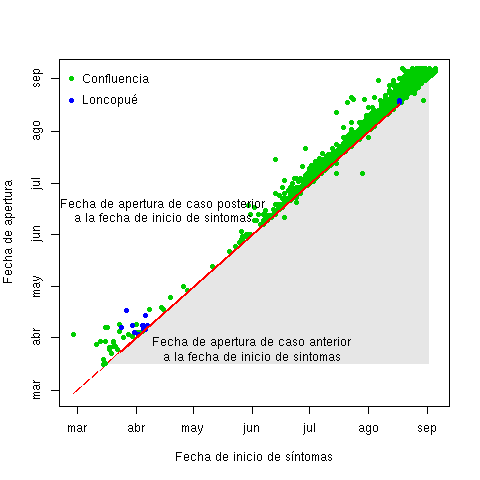 Confluencia
Loncopué
Fecha de apertura de caso posterior
a la fecha de inicio de sintomas
Fecha de apertura de caso anterior
a la fecha de inicio de sintomas
Fecha de apertura
mar
abr
may
jun
jul
ago
sep
mar
abr
may
jun
jul
ago
sep
Fecha de inicio de síntomas